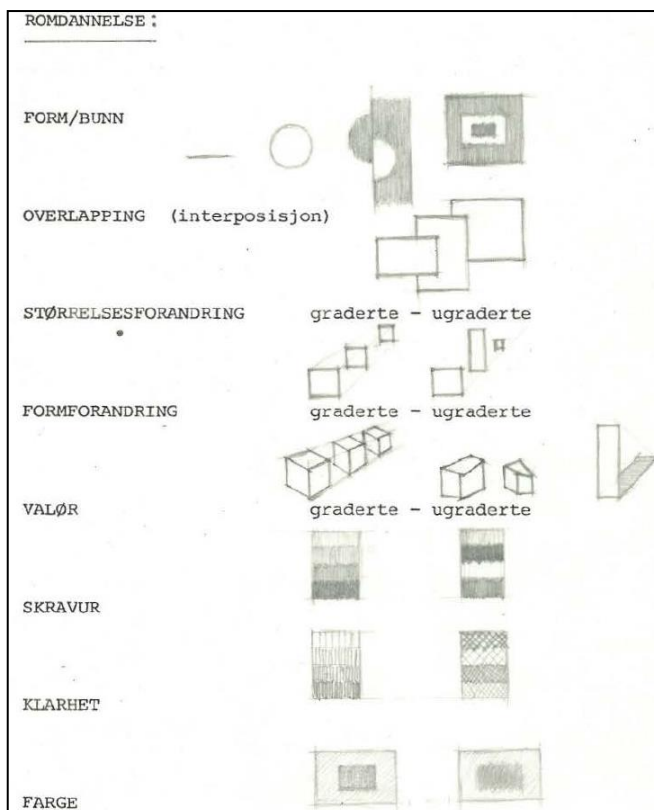 ROMDANNELSE:
FORM/BUNN
OVERLAPPING (interposisjon)
STØRRELSESFORANDRING graderte - ugraderte
FORMFORANDRING graderte - ugraderte
VALØR graderte - ugraderte
SKRAVUR
KLARHET
FARGE